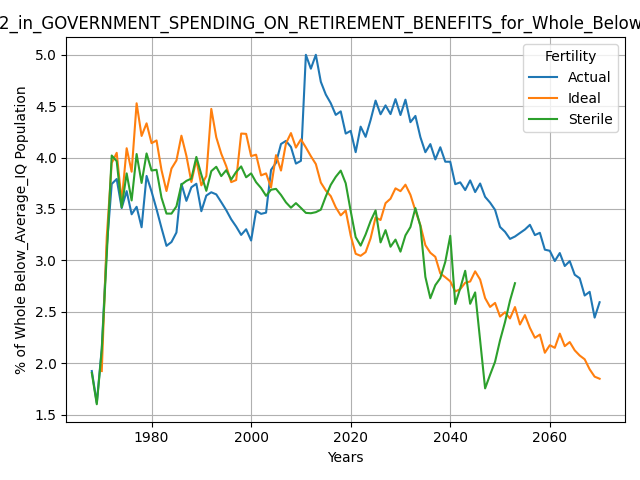 2_in_GOVERNMENT_SPENDING_ON_RETIREMENT_BENEFITS_for_Whole_Below
% of Whole Below_Average_IQ Population
5.0
4.5
4.0
3.5
3.0
2.5
2.0
1.5
Fertility
Actual
Ideal
Sterile
1980 2000 2020 2040 2060
Years